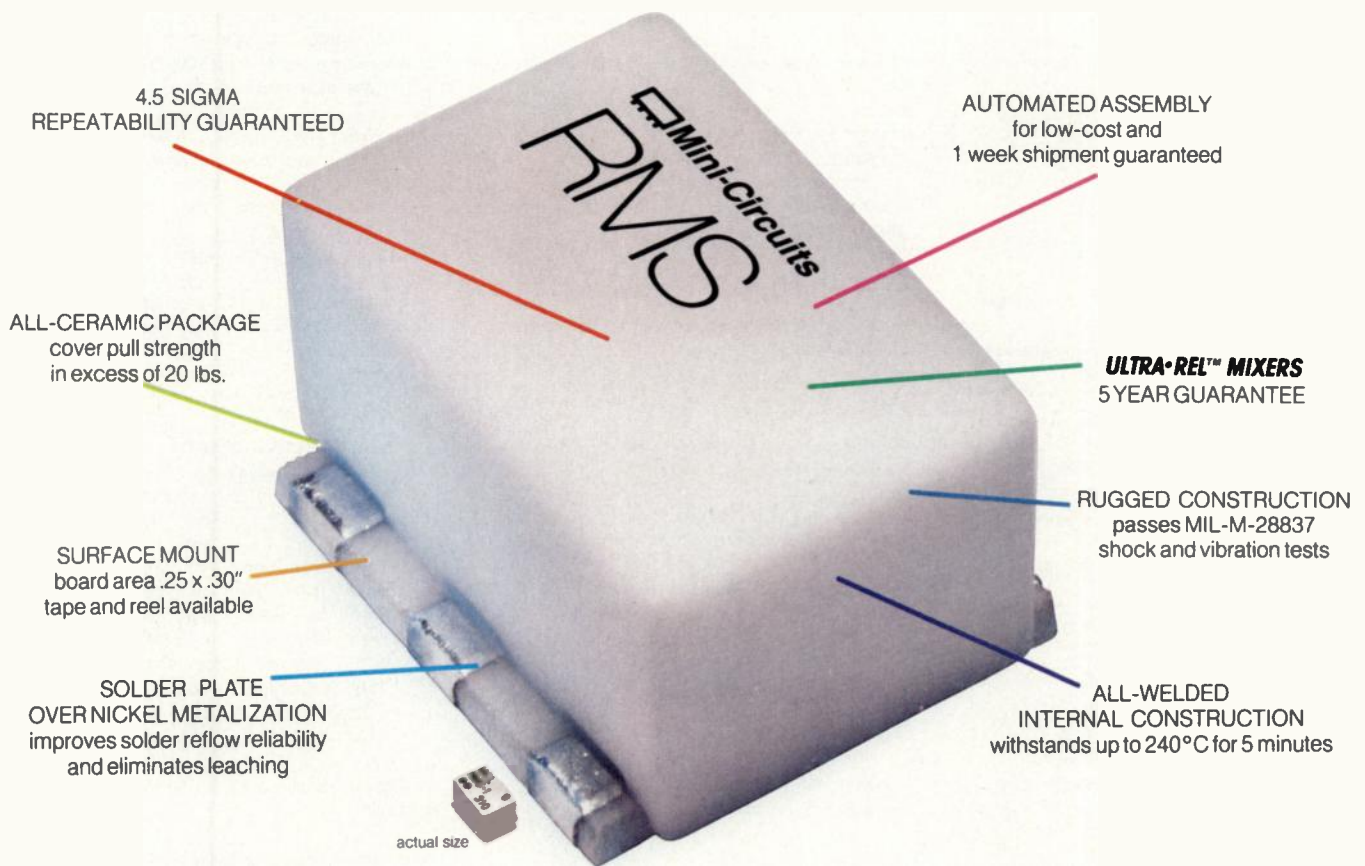 4.5 SIGMA
REPEATABILITY GUARANTEED
AUTOMATED ASSEMBLY
for low-cost and
1 week shipment guaranteed
Mini-Circuits
RMS
ALL-CERAMIC PACKAGE
cover pull strength
in excess of 20 lbs.
ULTRA•REL™ MIXERS
5 YEAR GUARANTEE
RUGGED CONSTRUCTION
passes MIL-M-28837
shock and vibration tests
SURFACE MOUNT
board area .25 x .30"
tape and reel available
SOLDER PLATE
OVER NICKEL METALIZATION
improves solder reflow reliability
and eliminates leaching
ALL-WELDED
INTERNAL CONSTRUCTION
withstands up to 240°C for 5 minutes
actual size